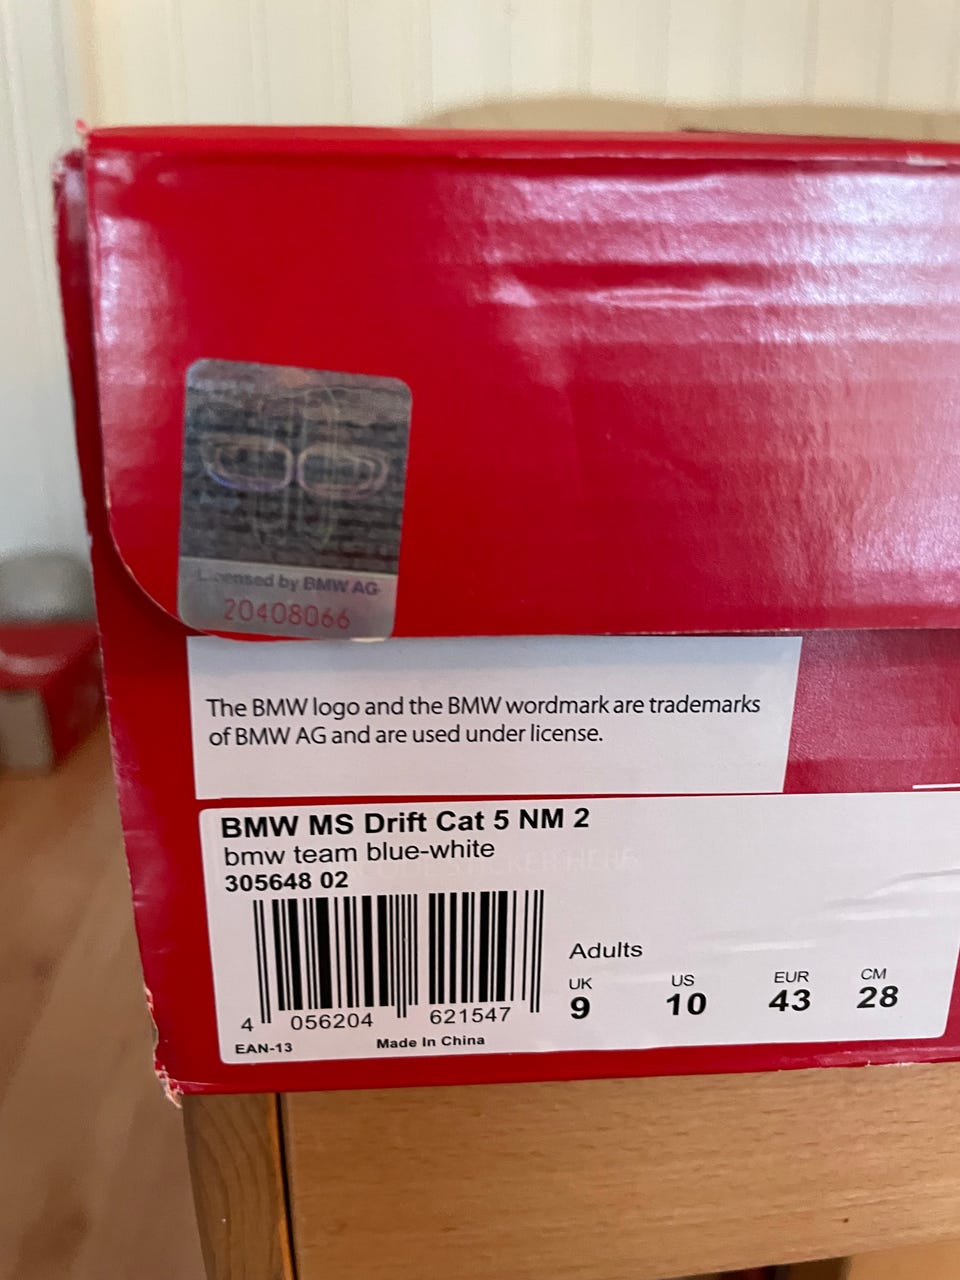 Licensed by BMW AG
20408066
The BMW logo and the BMW wordmark are trademarks
of BMW AG and are used under license.
BMW MS Drift Cat 5 NM 2
bmw team blue-white
305648 02
Adults
UK US EUR CM
9 10 43 28
4 056204 621547
EAN-13 Made In China